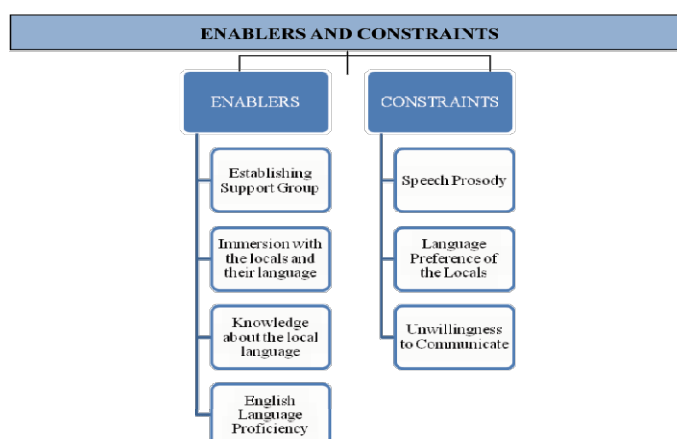 ENABLERS AND CONSTRAINTS
ENABLERS
Establishing
Support Group
Immersion with
the locals and
their language
Knowledge
about the local
language
English
Language
Proficiency
CONSTRAINTS
Speech Prosody
Language
Preference of
the Locals
Unwillingness
to Communicate